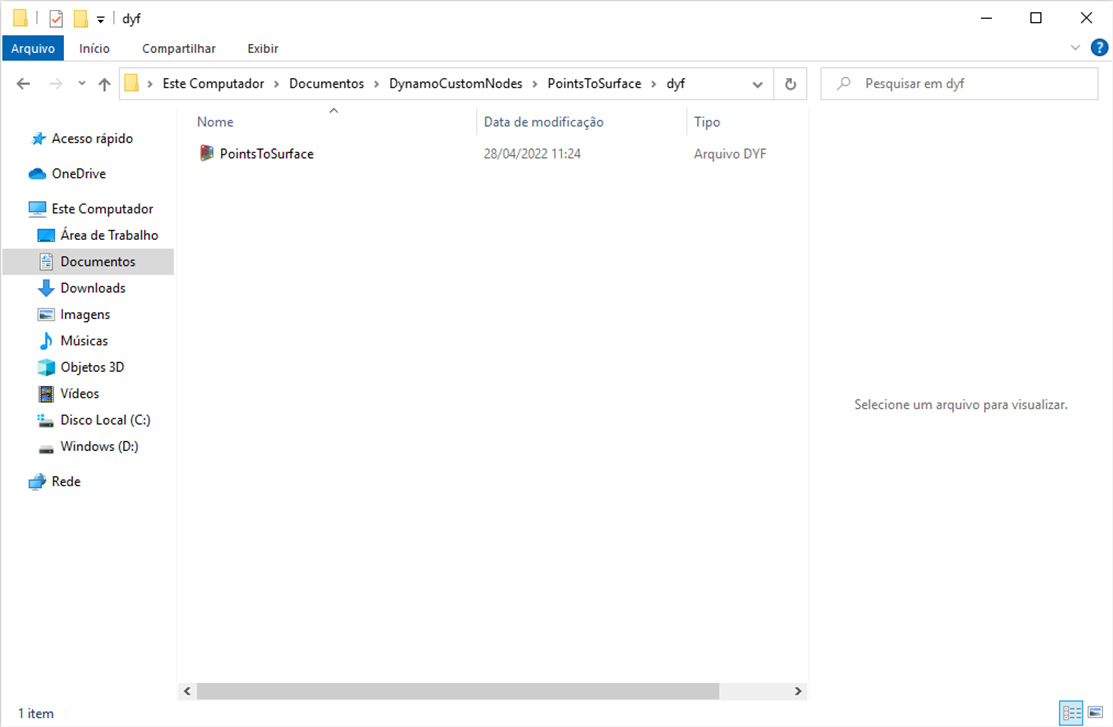 dyf
Arquivo Início Compartilhar Exibir ?
Este Computador > Documentos > DynamoCustomNodes > PointsToSurface > dyf
Pesquisar em dyf
Nome Data de modificação Tipo
PointsToSurface 28/04/2022 11:24 Arquivo DYF
Acesso rápido
OneDrive
Este Computador
Área de Trabalho
Documentos
Downloads
Imagens
Músicas
Objetos 3D
Vídeos
Disco Local (C:)
Windows (D:)
Rede
Selecione um arquivo para visualizar.
1 item